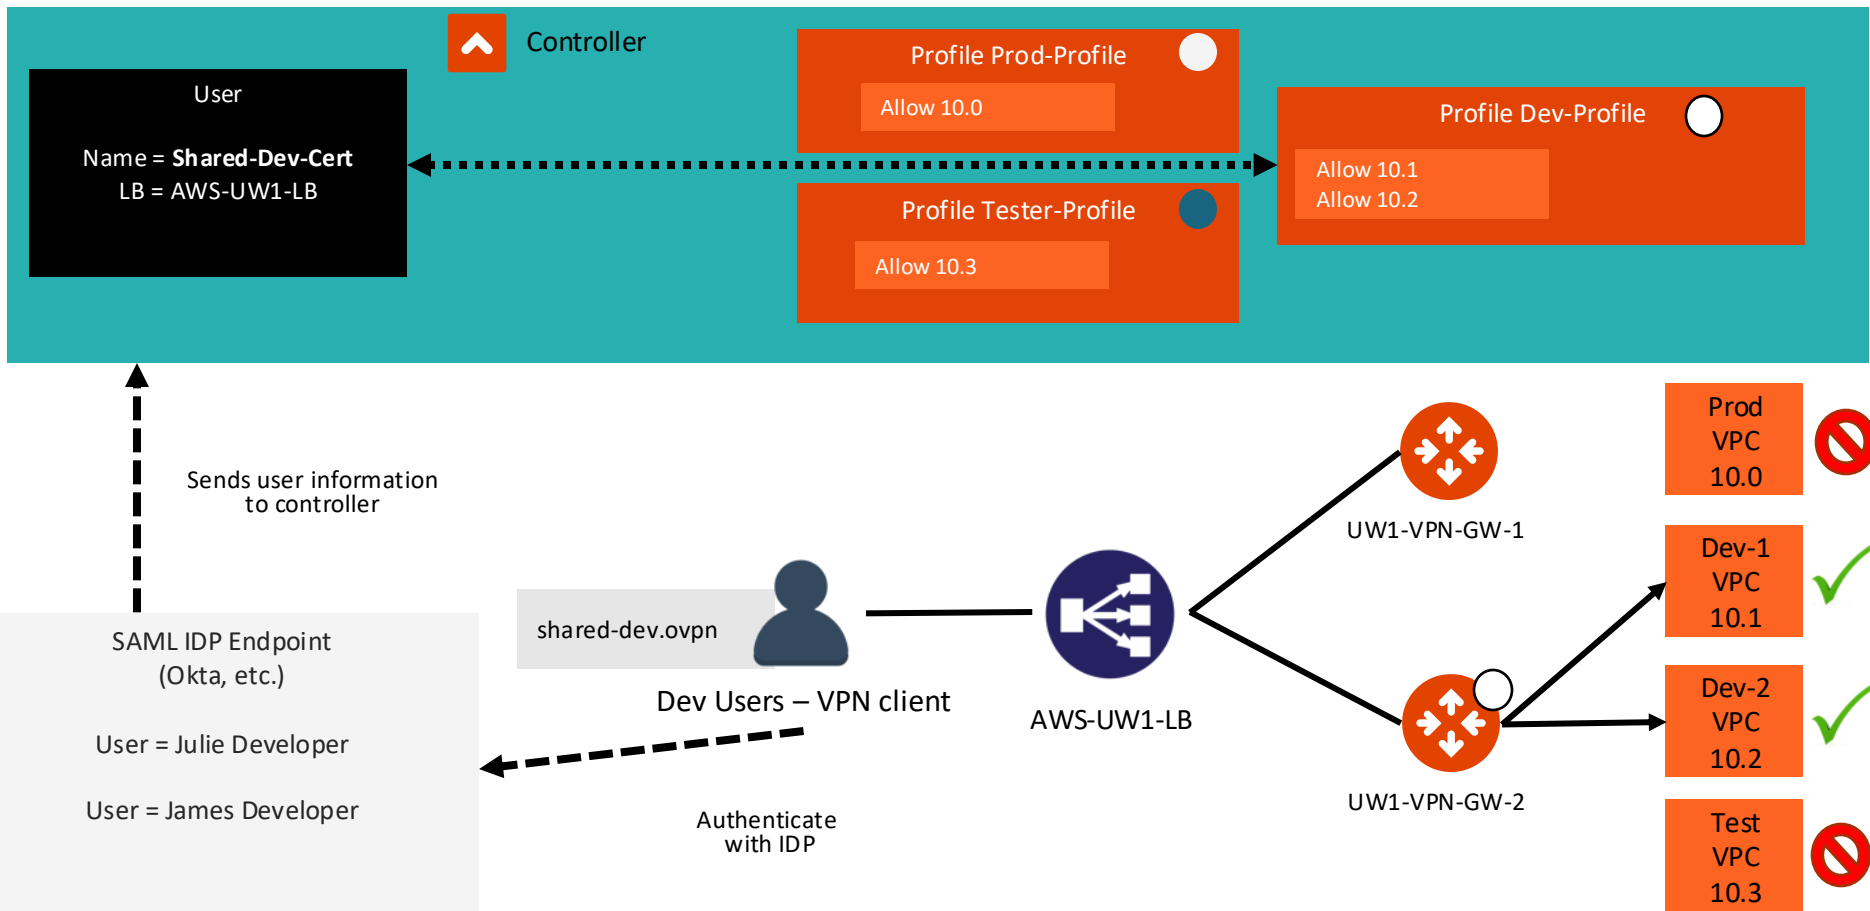 Controller
User
Name = Shared-Dev-Cert
LB = AWS-UW1-LB
Profile Prod-Profile
Allow 10.0
Profile Dev-Profile
Allow 10.1
Allow 10.2
Profile Tester-Profile
Allow 10.3
Sends user information
to controller
SAML IDP Endpoint
(Okta, etc.)
User = Julie Developer
User = James Developer
shared-dev.ovpn
Dev Users – VPN client
Authenticate
with IDP
AWS-UW1-LB
UW1-VPN-GW-1
UW1-VPN-GW-2
Prod
VPC
10.0
Dev-1
VPC
10.1
Dev-2
VPC
10.2
Test
VPC
10.3